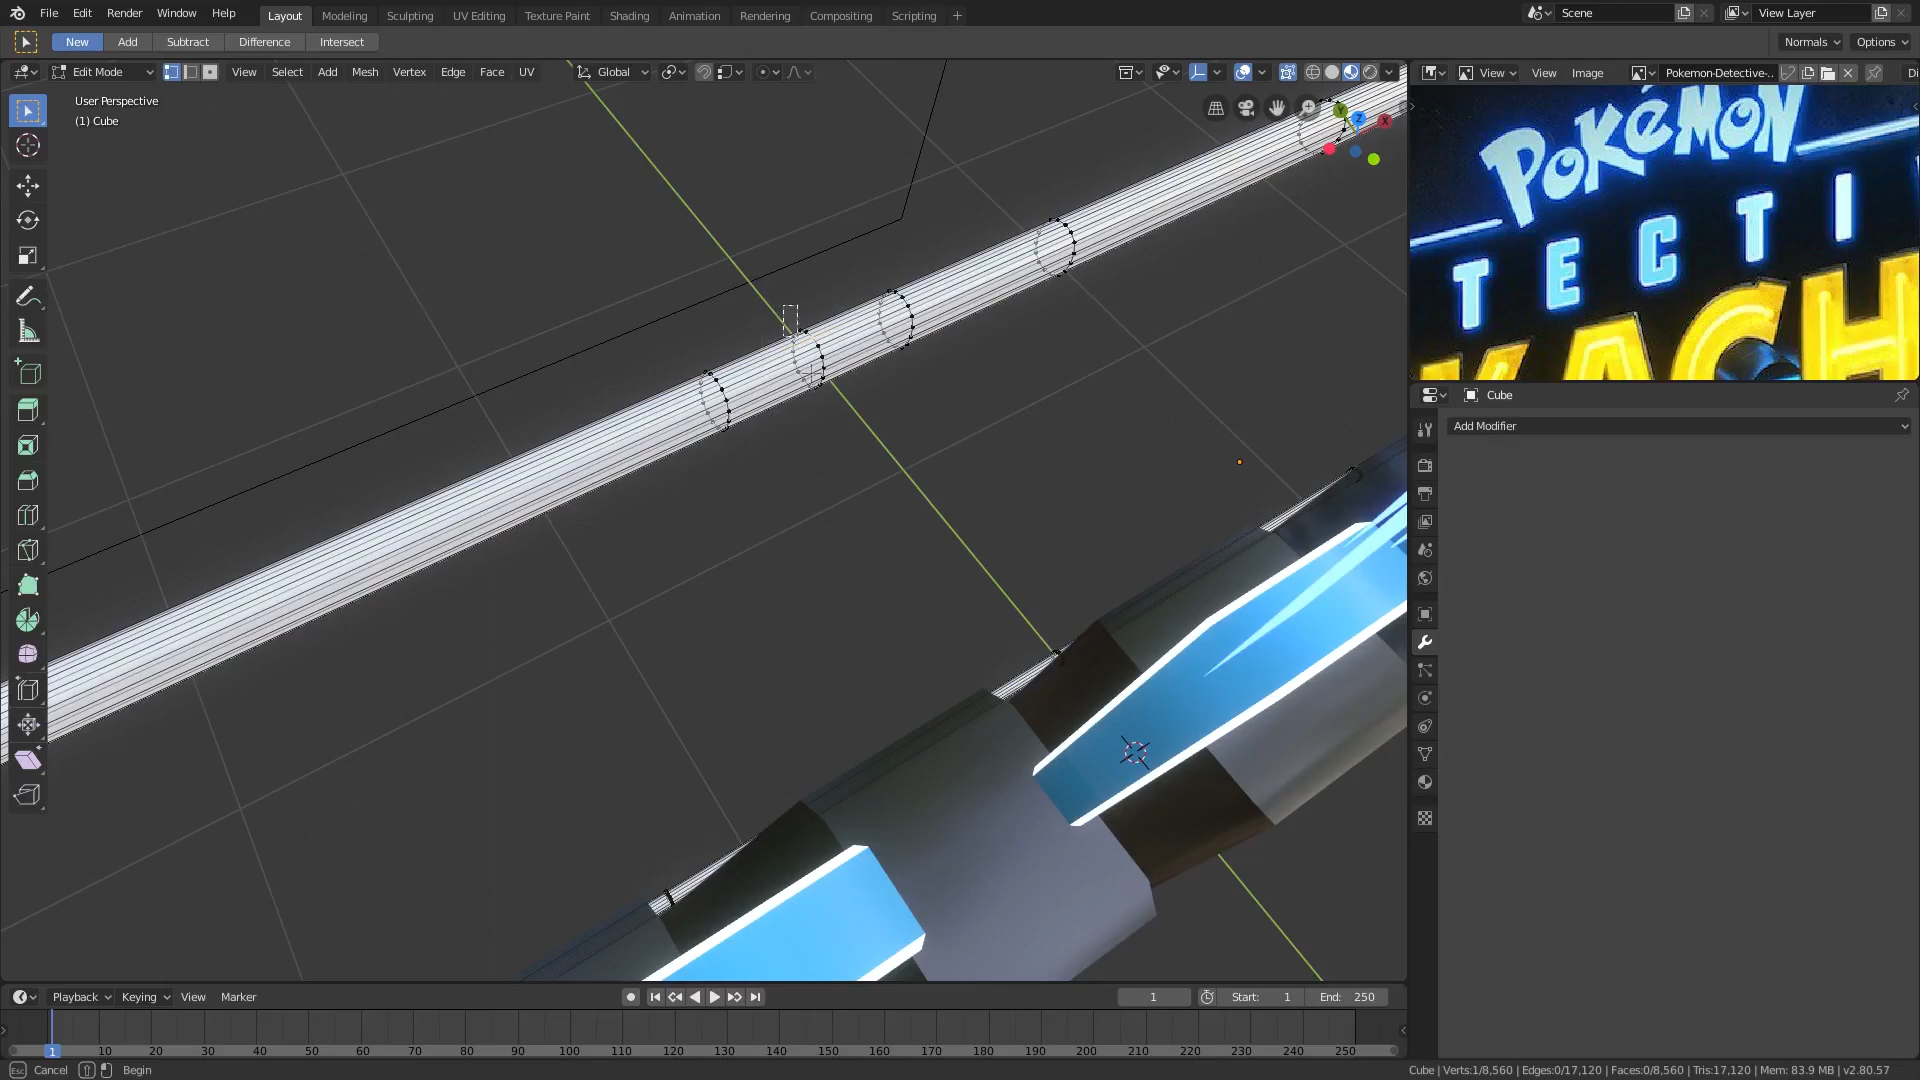 File Edit Render Window Help Layout Modeling Sculpting UV Editing Texture Paint Shading Animation Rendering Compositing Scripting + Scene View Layer
New Add Subtract Difference Intersect Normals Options
Edit Mode View Select Add Mesh Vertex Edge Face UV Global View View Image Pokemon-Detective-.. Di
User Perspective
(1) Cube
Y Z X
POKéMON
TECTI
KACH
Cube
Add Modifier
Playback Keying View Marker 1 Start: 1 End: 250
1 10 20 30 40 50 60 70 80 90 100 110 120 130 140 150 160 170 180 190 200 210 220 230 240 250
Esc Cancel Begin Cube | Verts:1/8,560 | Edges:0/17,120 | Faces:0/8,560 | Tris:17,120 | Mem: 83.9 MB | v2.80.57